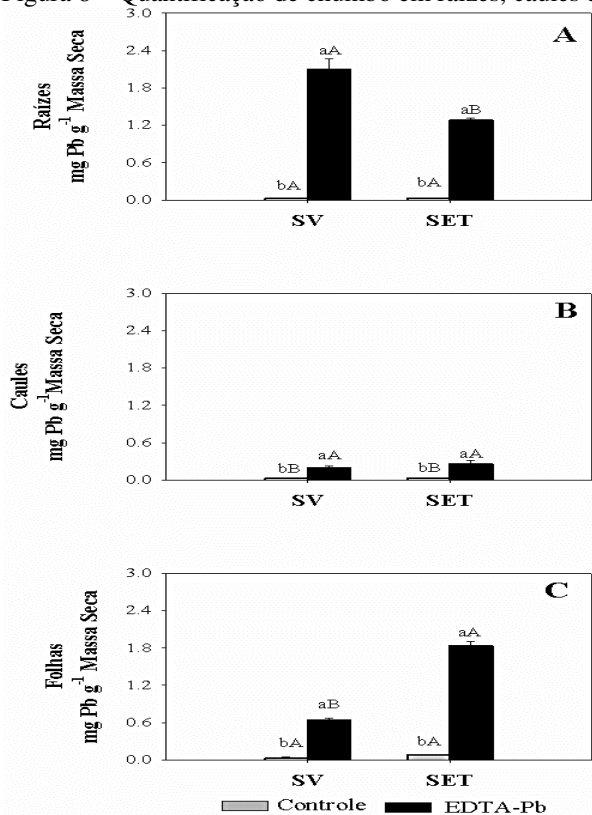 Figura 6 – Quantificação de chumbo em raízes, caules e
A
3.0
2.4
1.8
1.2
0.6
0.0
Raízes
mg Pb g-1 Massa Seca
bA
aA
bA
aB
SV
SET
B
3.0
2.4
1.8
1.2
0.6
0.0
Caules
mg Pb g-1Massa Seca
bB
aA
bB
aA
SV
SET
C
3.0
2.4
1.8
1.2
0.6
0.0
Folhas
mg Pb g-1 Massa Seca
bA
aB
bA
aA
SV
SET
Controle
EDTA-Pb